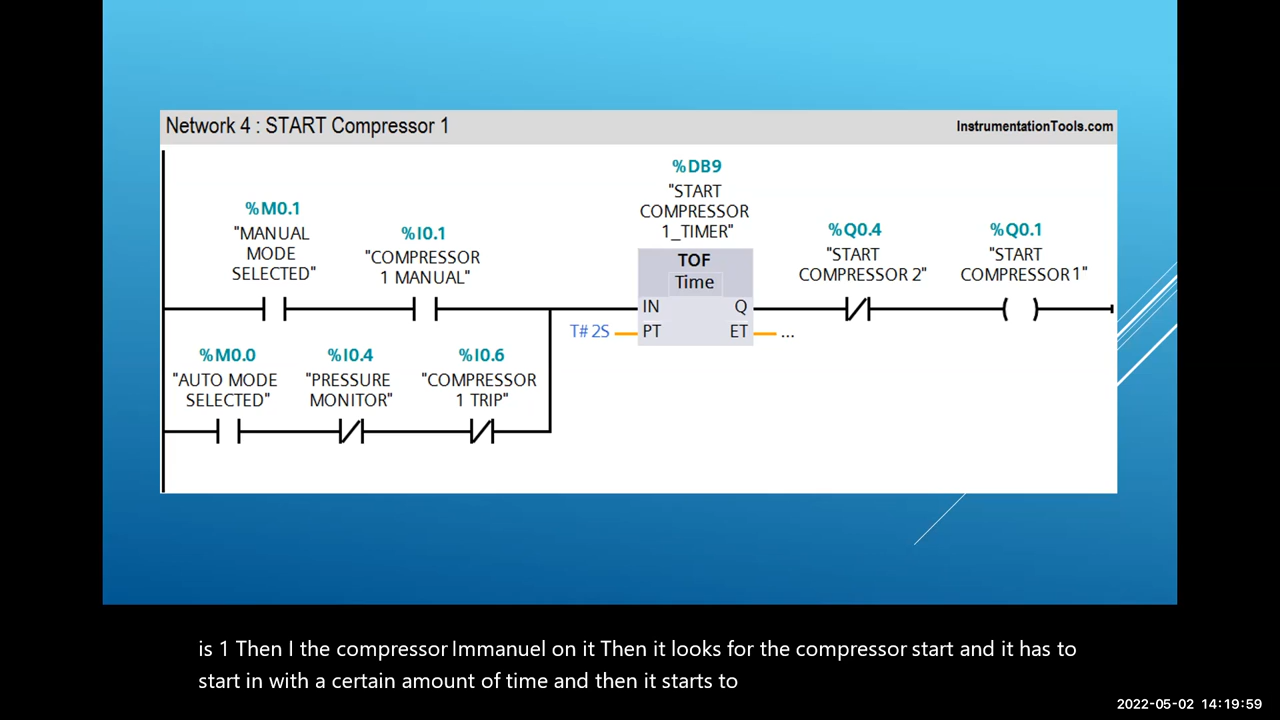 Network 4 : START Compressor 1
InstrumentationTools.com
%DB9
"START
COMPRESSOR
1_TIMER"
%M0.1
"MANUAL
MODE
SELECTED"
%I0.1
"COMPRESSOR
1 MANUAL"
TOF
Time
IN
Q
T# 2S
PT
ET
...
%Q0.4
"START
COMPRESSOR 2"
%Q0.1
"START
COMPRESSOR 1"
%M0.0
"AUTO MODE
SELECTED"
%I0.4
"PRESSURE
MONITOR"
%I0.6
"COMPRESSOR
1 TRIP"
is 1 Then I the compressor Immanuel on it Then it looks for the compressor start and it has to
start in with a certain amount of time and then it starts to
2022-05-02 14:19:59